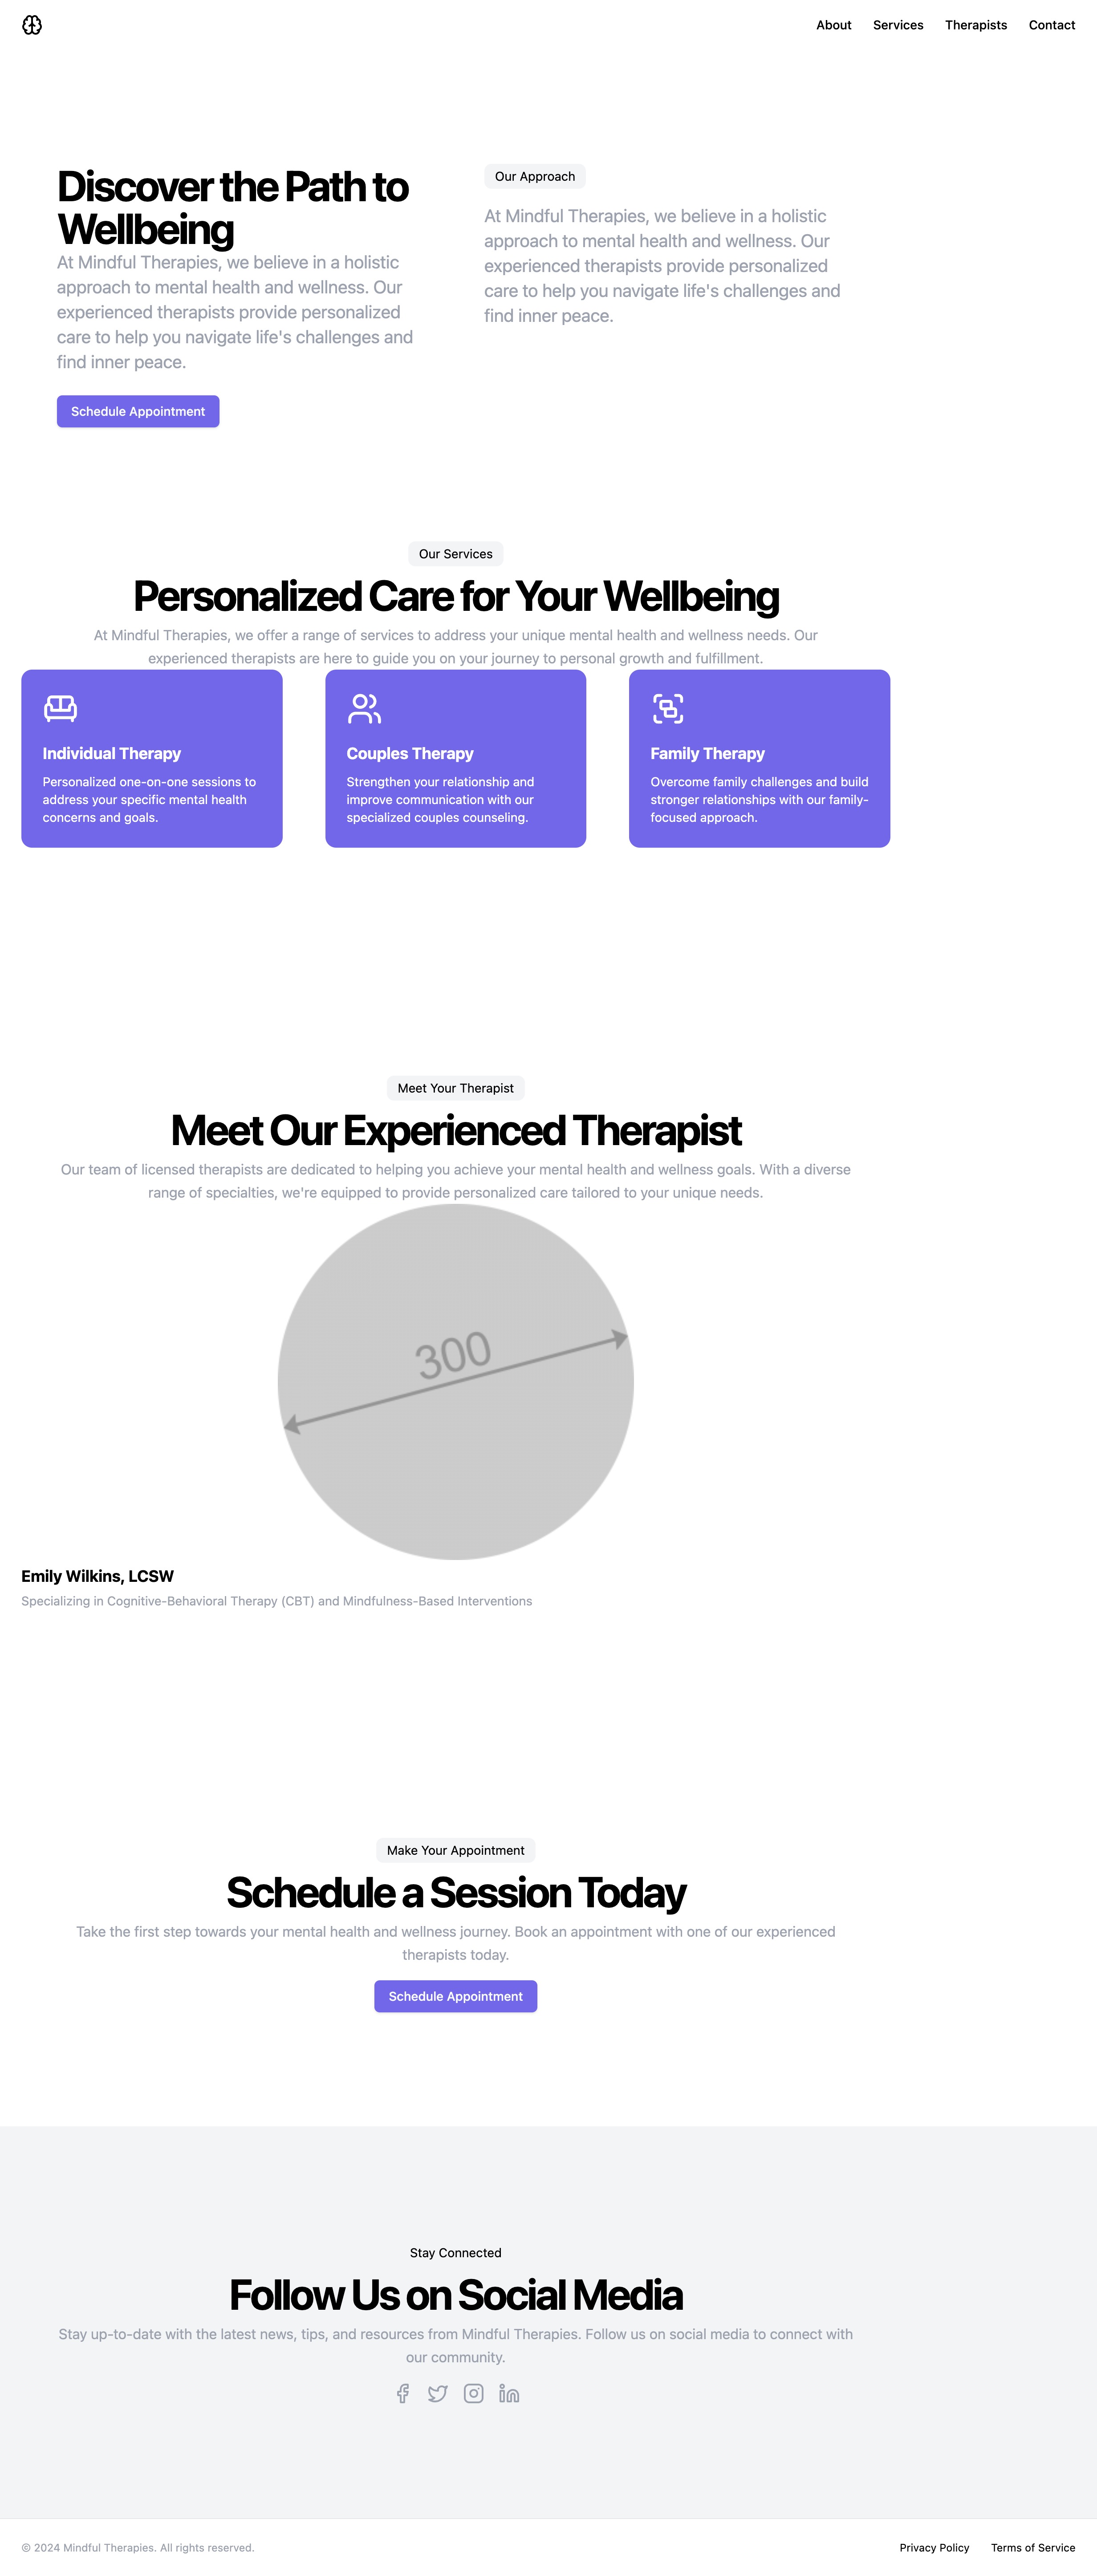 About Services Therapists Contact
Discover the Path to
Wellbeing
At Mindful Therapies, we believe in a holistic
approach to mental health and wellness. Our
experienced therapists provide personalized
care to help you navigate life's challenges and
find inner peace.
Schedule Appointment
Our Approach
At Mindful Therapies, we believe in a holistic
approach to mental health and wellness. Our
experienced therapists provide personalized
care to help you navigate life's challenges and
find inner peace.
Our Services
Personalized Care for Your Wellbeing
At Mindful Therapies, we offer a range of services to address your unique mental health and wellness needs. Our
experienced therapists are here to guide you on your journey to personal growth and fulfillment.
Individual Therapy
Personalized one-on-one sessions to
address your specific mental health
concerns and goals.
Couples Therapy
Strengthen your relationship and
improve communication with our
specialized couples counseling.
Family Therapy
Overcome family challenges and build
stronger relationships with our family-
focused approach.
Meet Your Therapist
Meet Our Experienced Therapist
Our team of licensed therapists are dedicated to helping you achieve your mental health and wellness goals. With a diverse
range of specialties, we're equipped to provide personalized care tailored to your unique needs.
300
Emily Wilkins, LCSW
Specializing in Cognitive-Behavioral Therapy (CBT) and Mindfulness-Based Interventions
Make Your Appointment
Schedule a Session Today
Take the first step towards your mental health and wellness journey. Book an appointment with one of our experienced
therapists today.
Schedule Appointment
Stay Connected
Follow Us on Social Media
Stay up-to-date with the latest news, tips, and resources from Mindful Therapies. Follow us on social media to connect with
our community.
© 2024 Mindful Therapies. All rights reserved.
Privacy Policy Terms of Service